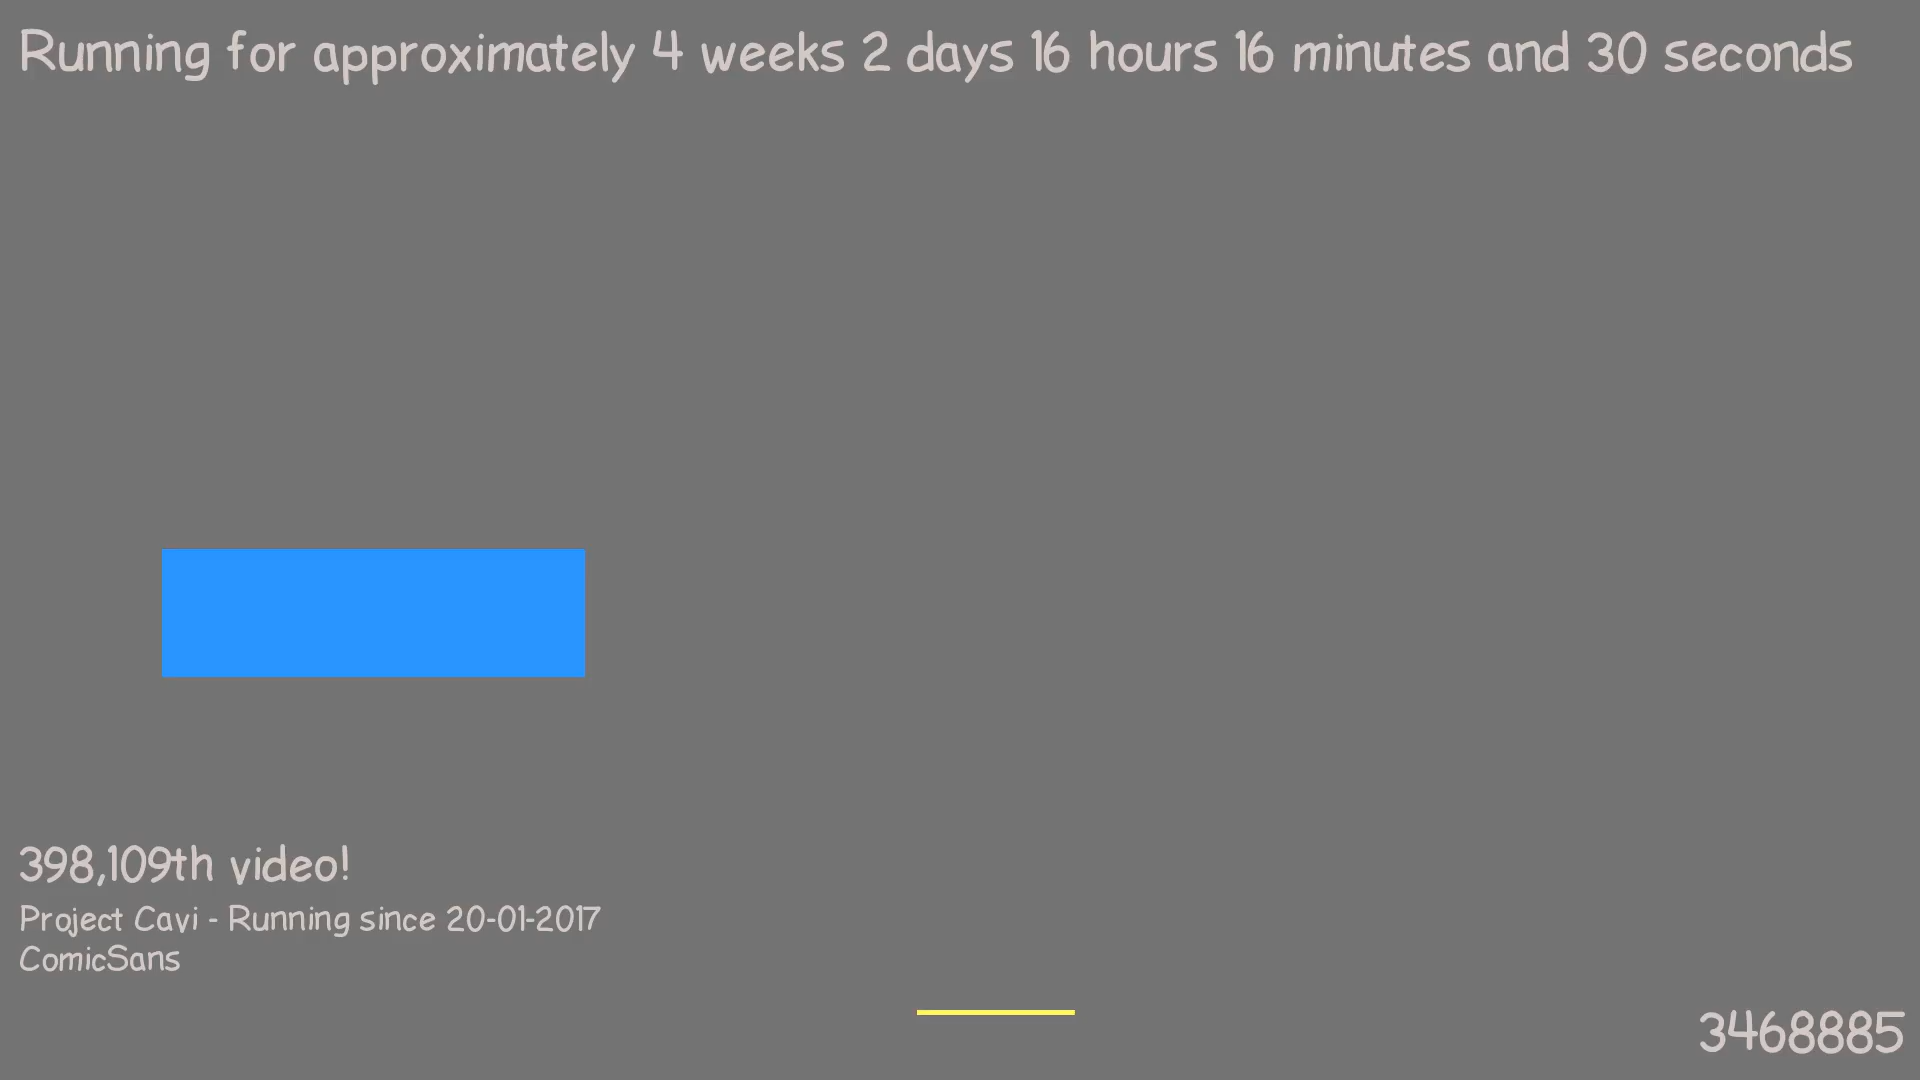 Running for approximately 4 weeks 2 days 16 hours 16 minutes and 30 seconds
398,109th video!
Project Cavi - Running since 20-01-2017
ComicSans
3468885